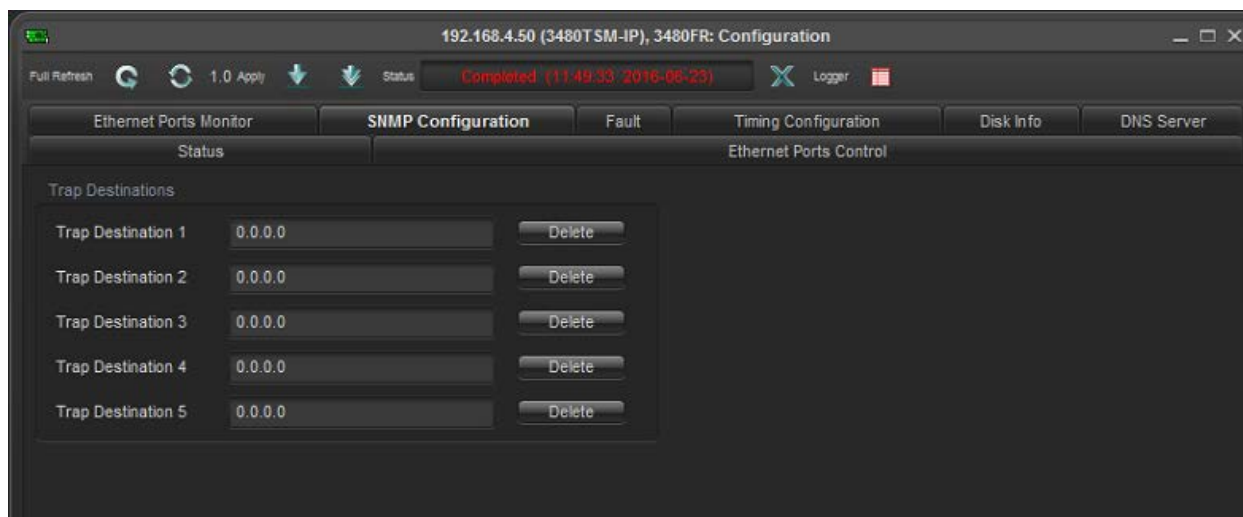 192.168.4.50 (3480TSM-IP), 3480FR: Configuration
Full Refresh 1.0 Apply Status Completed (11:49:33 2016-06-23) Logger
Ethernet Ports Monitor SNMP Configuration Fault Timing Configuration Disk Info DNS Server
Status Ethernet Ports Control
Trap Destinations
Trap Destination 1 0.0.0.0 Delete
Trap Destination 2 0.0.0.0 Delete
Trap Destination 3 0.0.0.0 Delete
Trap Destination 4 0.0.0.0 Delete
Trap Destination 5 0.0.0.0 Delete